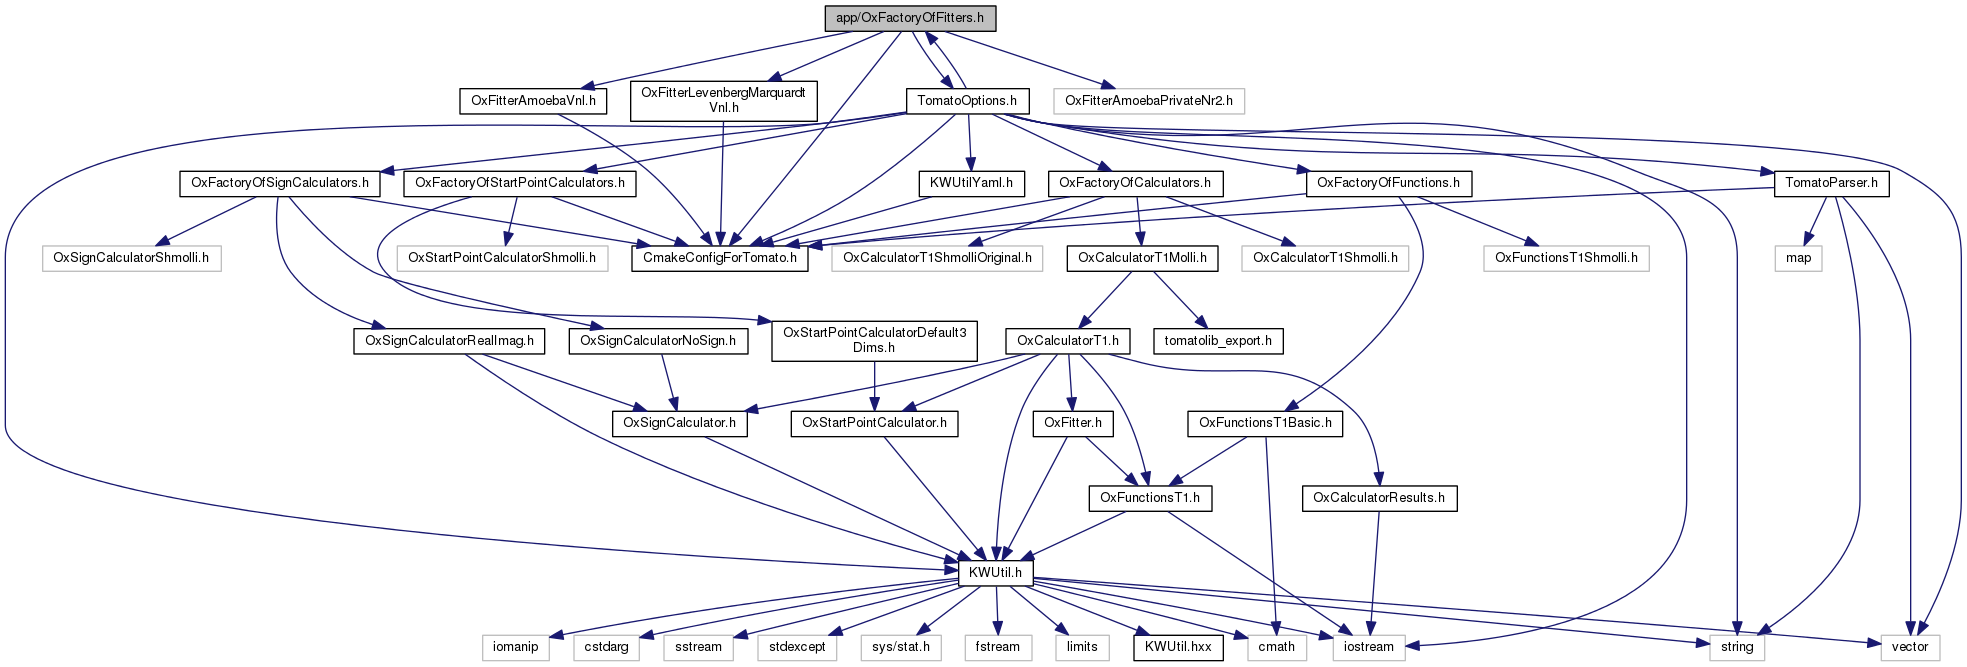 app/OxFactoryOfFitters.h
OxFitterAmoebaVnl.h
OxFitterLevenbergMarquardt
Vnl.h
TomatoOptions.h
OxFitterAmoebaPrivateNr2.h
OxFactoryOfSignCalculators.h
OxFactoryOfStartPointCalculators.h
KWUtilYaml.h
OxFactoryOfCalculators.h
OxFactoryOfFunctions.h
TomatoParser.h
OxSignCalculatorShmolli.h
OxStartPointCalculatorShmolli.h
CmakeConfigForTomato.h
OxCalculatorT1ShmolliOriginal.h
OxCalculatorT1Molli.h
OxCalculatorT1Shmolli.h
OxFunctionsT1Shmolli.h
map
OxSignCalculatorRealImag.h
OxSignCalculatorNoSign.h
OxStartPointCalculatorDefault3
Dims.h
OxCalculatorT1.h
tomatolib_export.h
OxSignCalculator.h
OxStartPointCalculator.h
OxFitter.h
OxFunctionsT1Basic.h
OxFunctionsT1.h
OxCalculatorResults.h
KWUtil.h
iomanip
cstdarg
sstream
stdexcept
sys/stat.h
fstream
limits
KWUtil.hxx
cmath
iostream
string
vector